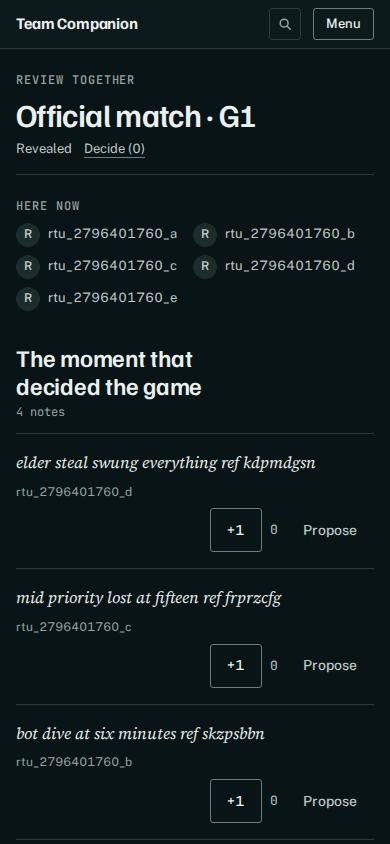 Team Companion
Menu
REVIEW TOGETHER
Official match · G1
Revealed Decide (0)
HERE NOW
R rtu_2796401760_a R rtu_2796401760_b
R rtu_2796401760_c R rtu_2796401760_d
R rtu_2796401760_e
The moment that
decided the game
4 notes
elder steal swung everything ref kdpmdgsn
rtu_2796401760_d
+1 0 Propose
mid priority lost at fifteen ref frprzcfg
rtu_2796401760_c
+1 0 Propose
bot dive at six minutes ref skzpsbbn
rtu_2796401760_b
+1 0 Propose